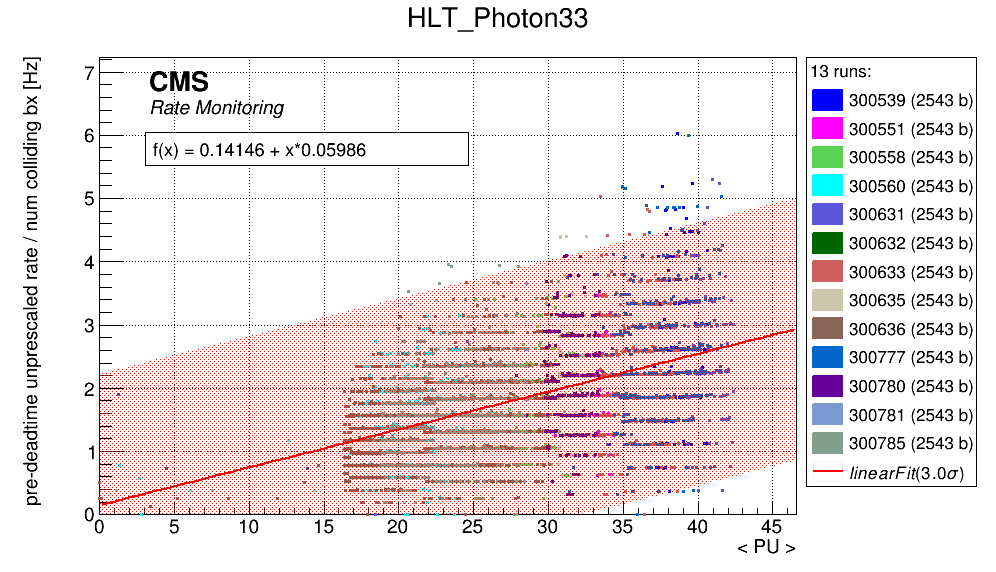 HLT_Photon33
pre-deadtime unprescaled rate / num colliding bx [Hz]
7
6
5
4
3
2
1
0
CMS
Rate Monitoring
f(x) = 0.14146 + x*0.05986
0 5 10 15 20 25 30 35 40 45
< PU >
13 runs:
300539 (2543 b)
300551 (2543 b)
300558 (2543 b)
300560 (2543 b)
300631 (2543 b)
300632 (2543 b)
300633 (2543 b)
300635 (2543 b)
300636 (2543 b)
300777 (2543 b)
300780 (2543 b)
300781 (2543 b)
300785 (2543 b)
linearFit(3.0σ)